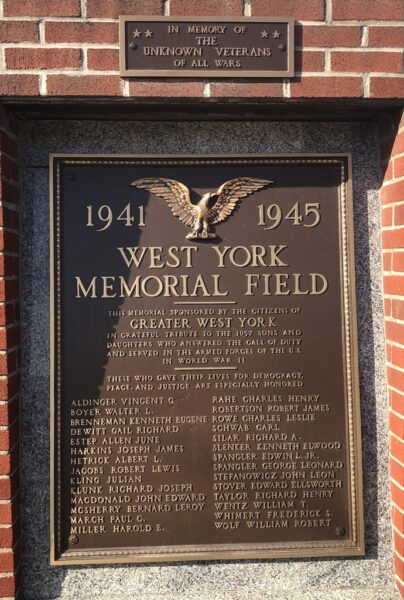 IN MEMORY OF
THE
UNKNOWN VETERANS
OF ALL WARS
1941 1945
WEST YORK
MEMORIAL FIELD
THIS MEMORIAL SPONSORED BY THE CITIZENS OF
GREATER WEST YORK
IN GRATEFUL TRIBUTE TO THE 1057 SONS AND
DAUGHTERS WHO ANSWERED THE CALL OF DUTY
AND SERVED IN THE ARMED FORCES OF THE U.S.
IN WORLD WAR II
THESE WHO GAVE THEIR LIVES FOR DEMOCRACY,
PEACE, AND JUSTICE ARE ESPECIALLY HONORED
ALDINGER VINCENT G.
BOYER WALTER L.
BRENNEMAN KENNETH EUGENE
DEWITT GAIL RICHARD
ESTEP ALLEN JUNE
HARKINS JOSEPH JAMES
HETRICK ALBERT L.
JACOBS ROBERT LEWIS
KLING JULIAN
KLUNK RICHARD JOSEPH
MACDONALD JOHN EDWARD
MCSHERRY BERNARD LEROY
MARCH PAUL G.
MILLER HAROLD E.
RAHE CHARLES HENRY
ROBERTSON ROBERT JAMES
ROWE CHARLES LESLIE
SCHWAB CARL
SILAR RICHARD A.
SLENKER KENNETH ELWOOD
SPANGLER EDWIN L. JR.
SPANGLER GEORGE LEONARD
STEFANOWICZ JOHN LEON
STOVER EDWARD ELLSWORTH
TAYLOR RICHARD HENRY
WENTZ WILLIAM T.
WHIMERT FREDERICK S.
WOLF WILLIAM ROBERT